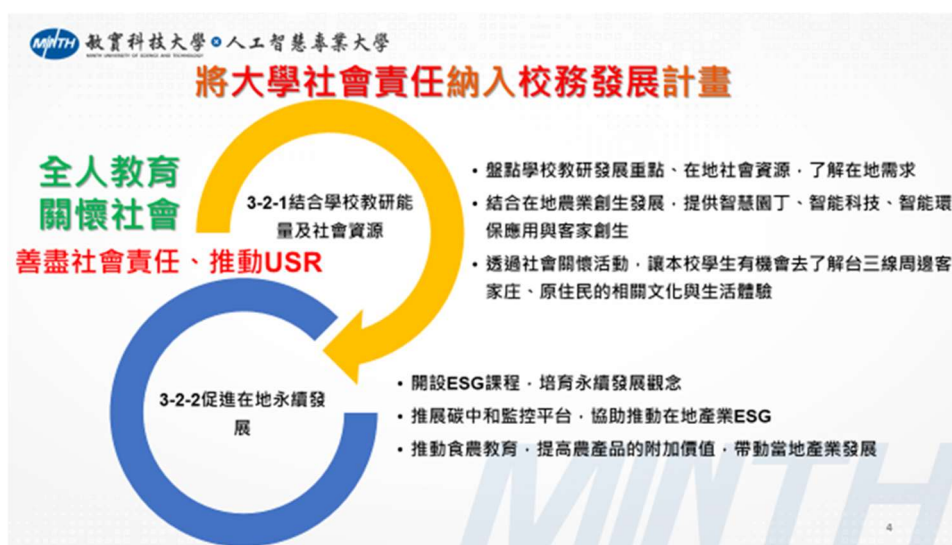 MINTH 敏實科技大學 人工智慧專業大學
MINTH UNIVERSITY OF SCIENCE AND TECHNOLOGY
將大學社會責任納入校務發展計畫
全人教育
關懷社會
善盡社會責任、推動USR
3-2-1結合學校教研能
量及社會資源
• 盤點學校教研發展重點、在地社會資源，了解在地需求
• 結合在地農業創生發展，提供智慧園丁、智能科技、智能環
保應用與客家創生
• 透過社會關懷活動，讓本校學生有機會去了解台三線周邊客
家庄、原住民的相關文化與生活體驗
3-2-2促進在地永續發
展
• 開設ESG課程，培育永續發展觀念
• 推展碳中和監控平台，協助推動在地產業ESG
• 推動食農教育，提高農產品的附加價值，帶動當地產業發展
MINTH
4